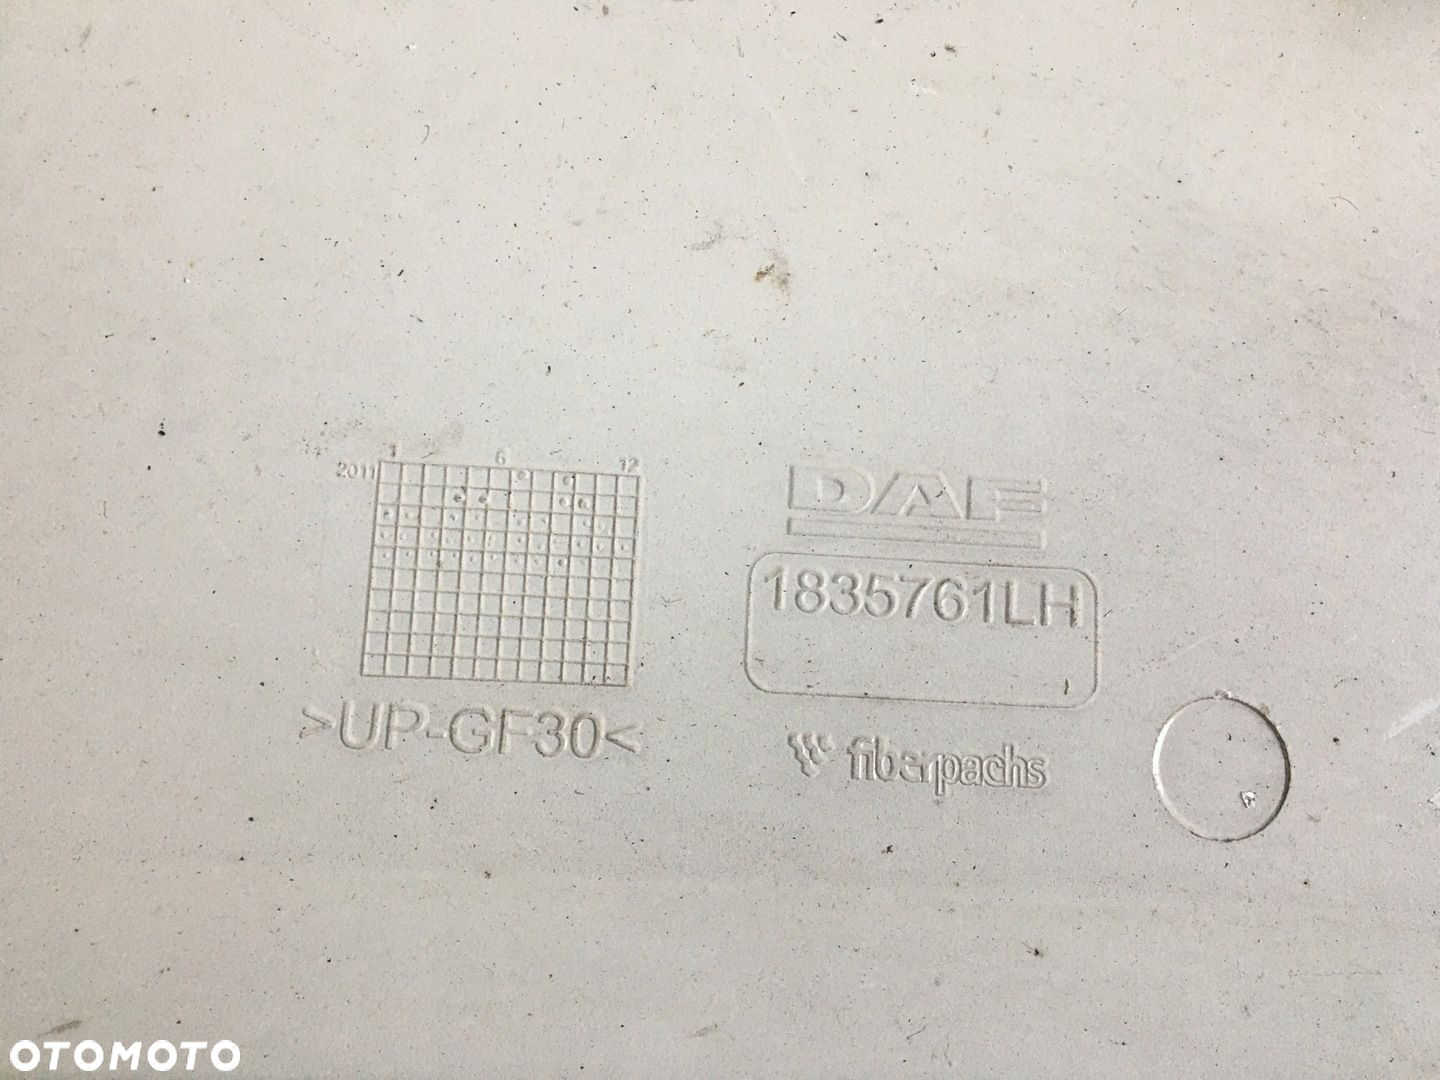 1 6 12
2011
DAF
1835761LH
>UP-GF30<
fiberpachs
OTOMOTO